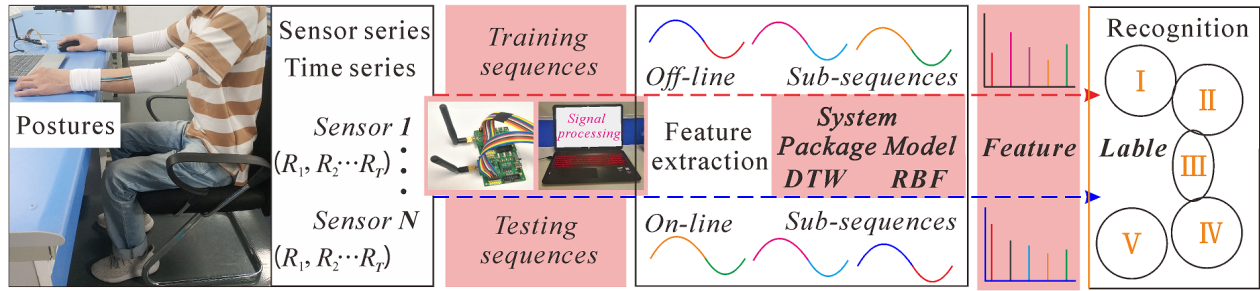 Postures
Sensor series
Time series
Sensor 1
(R1, R2···RT)
Sensor N
(R1, R2···RT)
Training
sequences
Signal
processing
Testing
sequences
Off-line
Sub-sequences
Feature
extraction
System
Package Model
DTW RBF
On-line
Sub-sequences
Feature
Recognition
I
II
Lable
III
V
IV